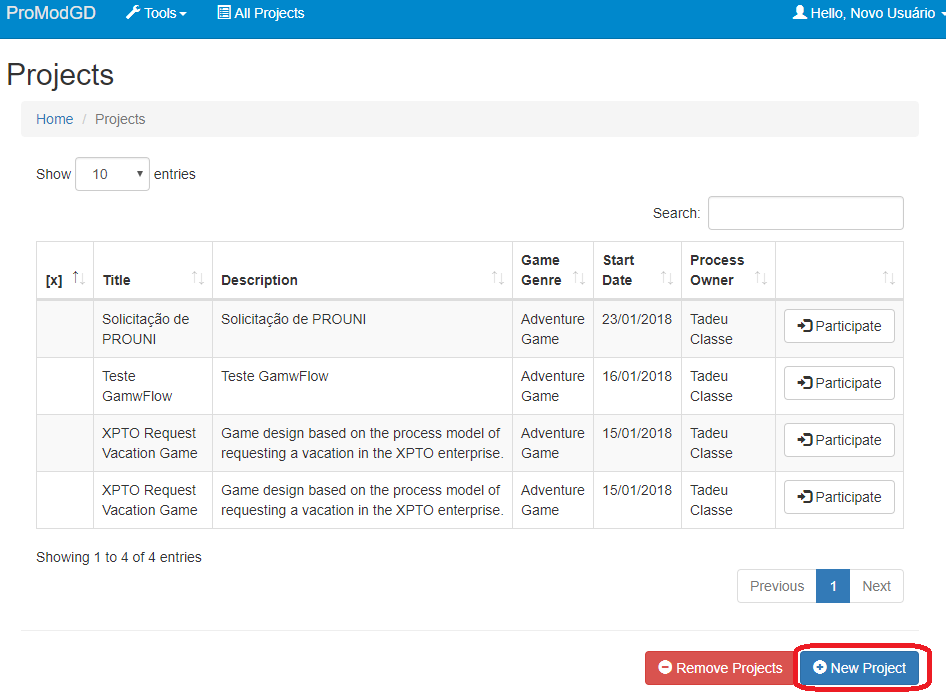 ProModGD Tools All Projects Hello, Novo Usuário
Projects
Home / Projects
Show 10 entries
Search:
[x] Title Description Game Genre Start Date Process Owner
Solicitação de PROUNI Solicitação de PROUNI Adventure Game 23/01/2018 Tadeu Classe Participate
Teste GamwFlow Teste GamwFlow Adventure Game 16/01/2018 Tadeu Classe Participate
XPTO Request Vacation Game Game design based on the process model of requesting a vacation in the XPTO enterprise. Adventure Game 15/01/2018 Tadeu Classe Participate
XPTO Request Vacation Game Game design based on the process model of requesting a vacation in the XPTO enterprise. Adventure Game 15/01/2018 Tadeu Classe Participate
Showing 1 to 4 of 4 entries
Previous 1 Next
Remove Projects New Project